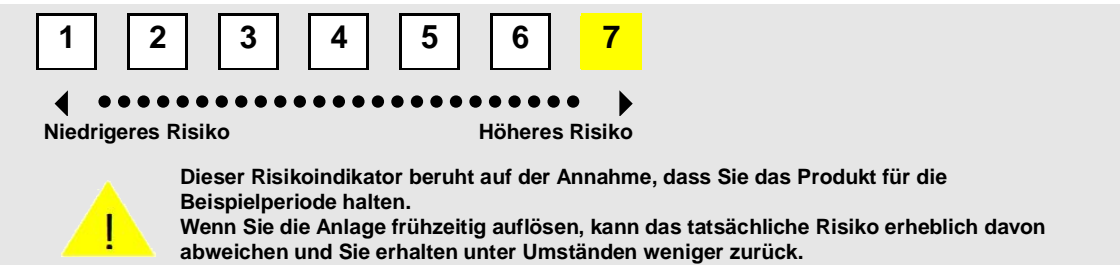 1 2 3 4 5 6 7
Niedrigeres Risiko Höheres Risiko
!
Dieser Risikoindikator beruht auf der Annahme, dass Sie das Produkt für die
Beispielperiode halten.
Wenn Sie die Anlage frühzeitig auflösen, kann das tatsächliche Risiko erheblich davon
abweichen und Sie erhalten unter Umständen weniger zurück.